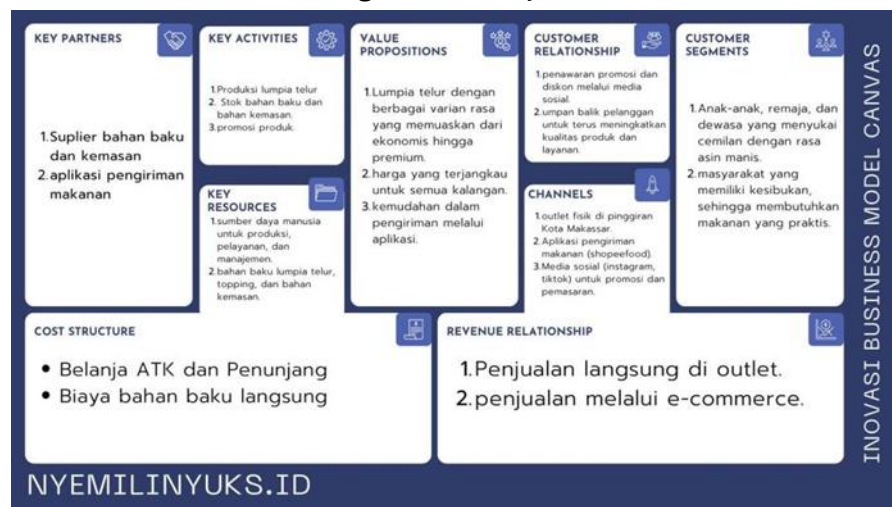 KEY PARTNERS
1.Suplier bahan baku
dan kemasan
2.aplikasi pengiriman
makanan
KEY ACTIVITIES
1.Produksi lumpia telur
2. Stok bahan baku dan
bahan kemasan.
3.promosi produk.
KEY
RESOURCES
1.sumber daya manusia
untuk produksi,
pelayanan, dan
manajemen.
2.bahan baku lumpia telur,
topping, dan bahan
kemasan.
VALUE
PROPOSITIONS
1.Lumpia telur dengan
berbagai varian rasa
yang memuaskan dari
ekonomis hingga
premium.
2.harga yang terjangkau
untuk semua kalangan.
3.kemudahan dalam
pengiriman melalui
aplikasi.
CUSTOMER
RELATIONSHIP
1.penawaran promosi dan
diskon melalui media
sosial.
2.umpan balik pelanggan
untuk terus meningkatkan
kualitas produk dan
layanan.
CHANNELS
1.outlet fisik di pinggiran
Kota Makassar.
2.Aplikasi pengiriman
makanan (shopeefood).
3.Media sosial (instagram,
tiktok) untuk promosi dan
pemasaran.
CUSTOMER
SEGMENTS
1.Anak-anak, remaja, dan
dewasa yang menyukai
cemilan dengan rasa
asin manis.
2.masyarakat yang
memiliki kesibukan,
sehingga membutuhkan
makanan yang praktis.
COST STRUCTURE
• Belanja ATK dan Penunjang
• Biaya bahan baku langsung
REVENUE RELATIONSHIP
1.Penjualan langsung di outlet.
2.penjualan melalui e-commerce.
INOVASI BUSINESS MODEL CANVAS
NYEMILINYUKS.ID